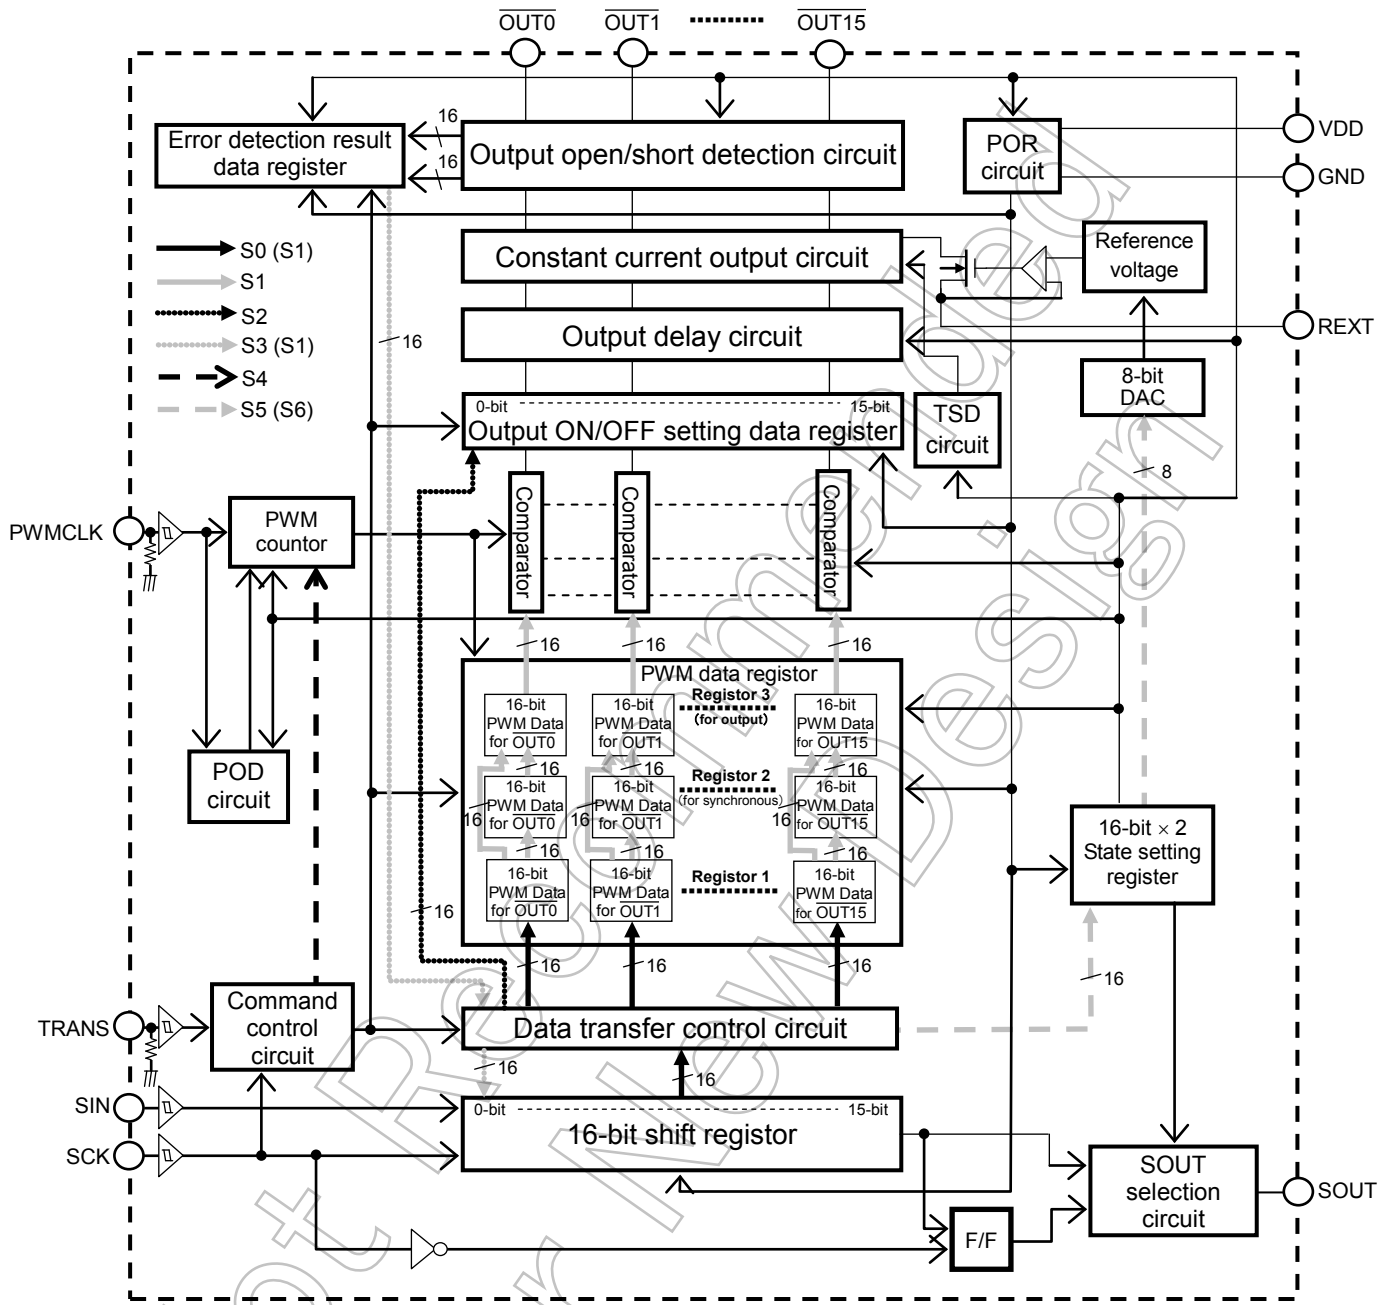 OUT0 OUT1 OUT15
Error detection result
data register
16
16
Output open/short detection circuit
POR
circuit
VDD
GND
S0 (S1)
S1
S2
S3 (S1)
S4
S5 (S6)
Constant current output circuit
Reference
voltage
REXT
16
Output delay circuit
8-bit
DAC
0-bit 15-bit
Output ON/OFF setting data register
TSD
circuit
8
PWMCLK
PWM
countor
Comparator
Comparator
Comparator
16 16 16
PWM data registor
16-bit
PWM Data
for OUT0
16-bit
PWM Data
for OUT1
Registor 3
(for output)
16-bit
PWM Data
for OUT15
16 16 16
POD
circuit
16
16-bit
PWM Data
for OUT0
16
16-bit
PWM Data
for OUT1
Registor 2
(for synchronous)
16
16-bit
PWM Data
for OUT15
16 16 16
16-bit × 2
State setting
register
16-bit
PWM Data
for OUT0
16-bit
PWM Data
for OUT1
Registor 1
16-bit
PWM Data
for OUT15
16
16 16 16
16
TRANS
Command
control
circuit
Data transfer control circuit
16
16
SIN
0-bit 15-bit
16-bit shift registor
SCK
SOUT
selection
circuit
SOUT
F/F
Not Recommended
for New Design